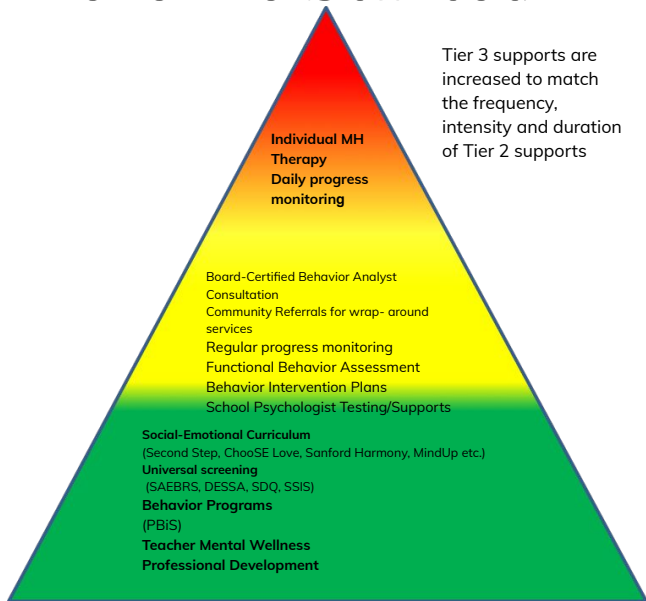 Tier 3 supports are
increased to match
the frequency,
intensity and duration
of Tier 2 supports
Individual MH
Therapy
Daily progress
monitoring
Board-Certified Behavior Analyst
Consultation
Community Referrals for wrap- around
services
Regular progress monitoring
Functional Behavior Assessment
Behavior Intervention Plans
School Psychologist Testing/Supports
Social-Emotional Curriculum
(Second Step, ChooSE Love, Sanford Harmony, MindUp etc.)
Universal screening
(SAEBRS, DESSA, SDQ, SSIS)
Behavior Programs
(PBiS)
Teacher Mental Wellness
Professional Development